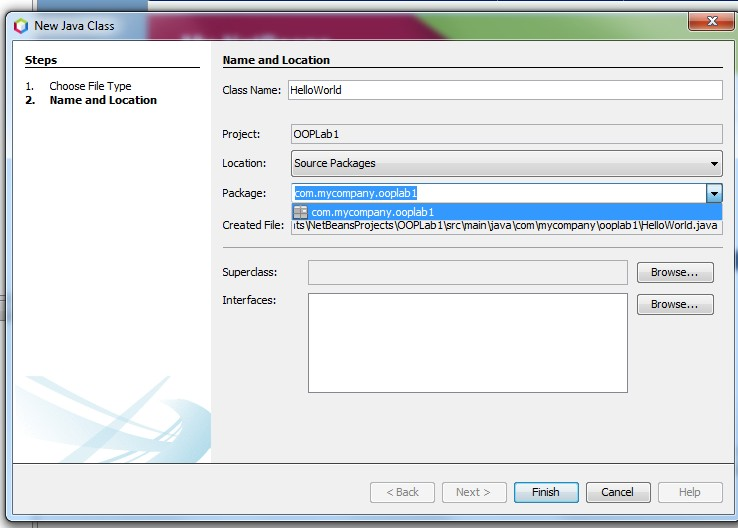 New Java Class
Steps
1. Choose File Type
2. Name and Location
Name and Location
Class Name: HelloWorld
Project: OOPLab1
Location: Source Packages
Package: com.mycompany.ooplab1
com.mycompany.ooplab1
Created File: its\NetBeansProjects\OOPLab1\src\main\java\com\mycompany\ooplab1\HelloWorld.java
Superclass: Browse...
Interfaces: Browse...
< Back Next > Finish Cancel Help